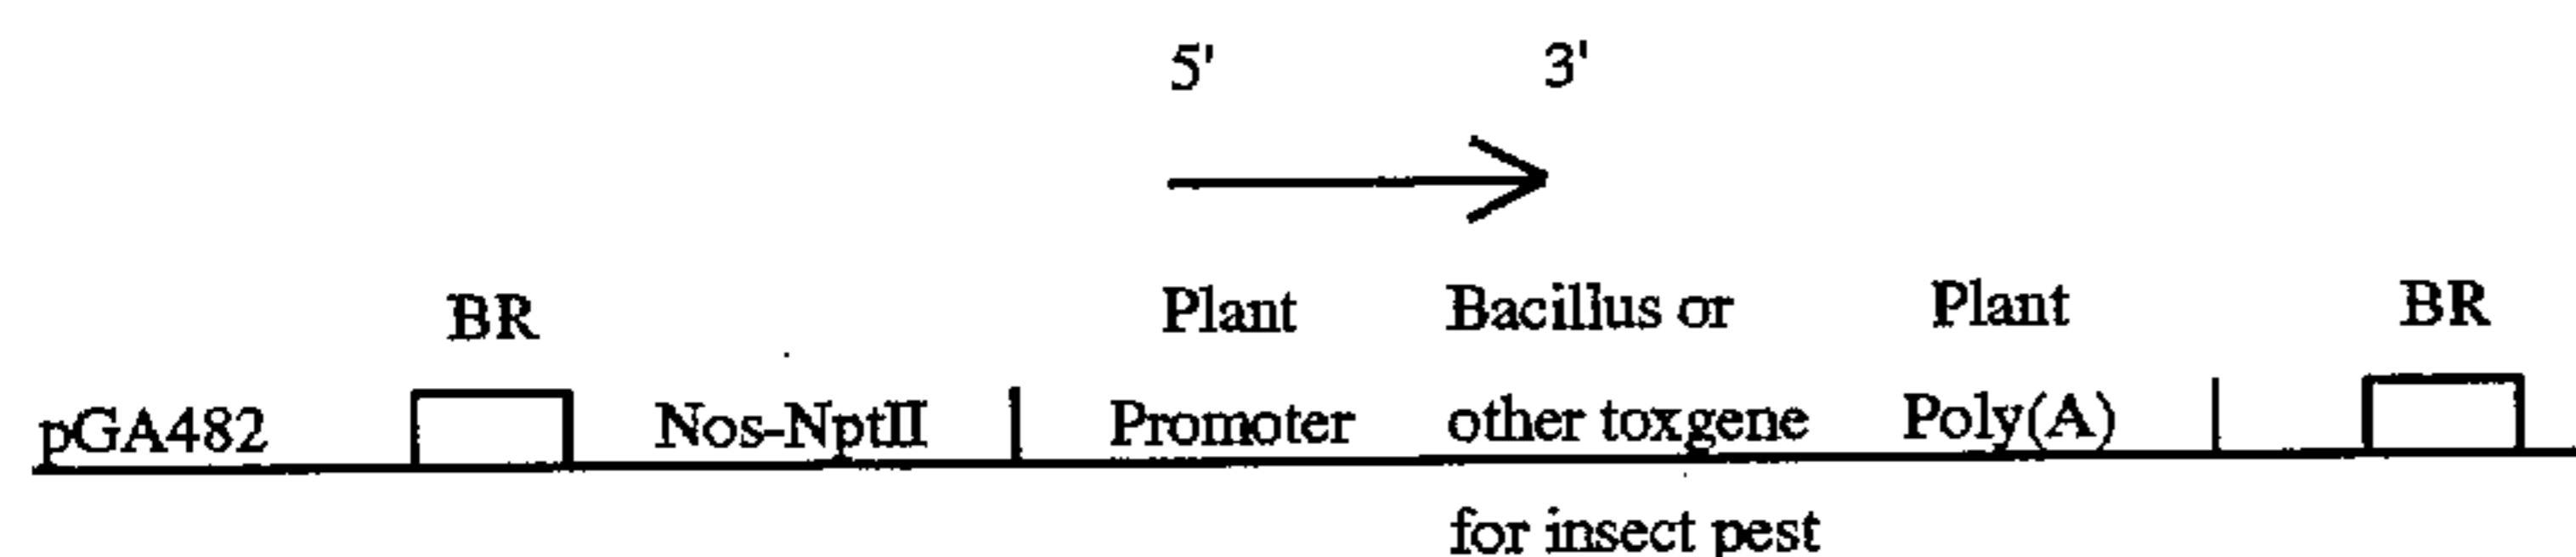 5' 3'
BR Plant Bacillus or Plant BR
pGA482 Nos-NptII Promoter other toxgene Poly(A)
for insect pest